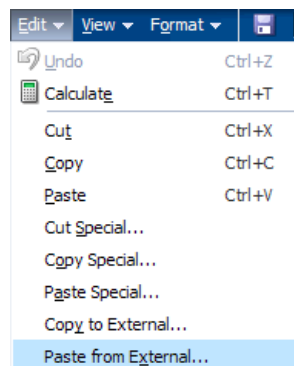 Edit View Format
Undo Ctrl+Z
Calculate Ctrl+T
Cut Ctrl+X
Copy Ctrl+C
Paste Ctrl+V
Cut Special...
Copy Special...
Paste Special...
Copy to External...
Paste from External...